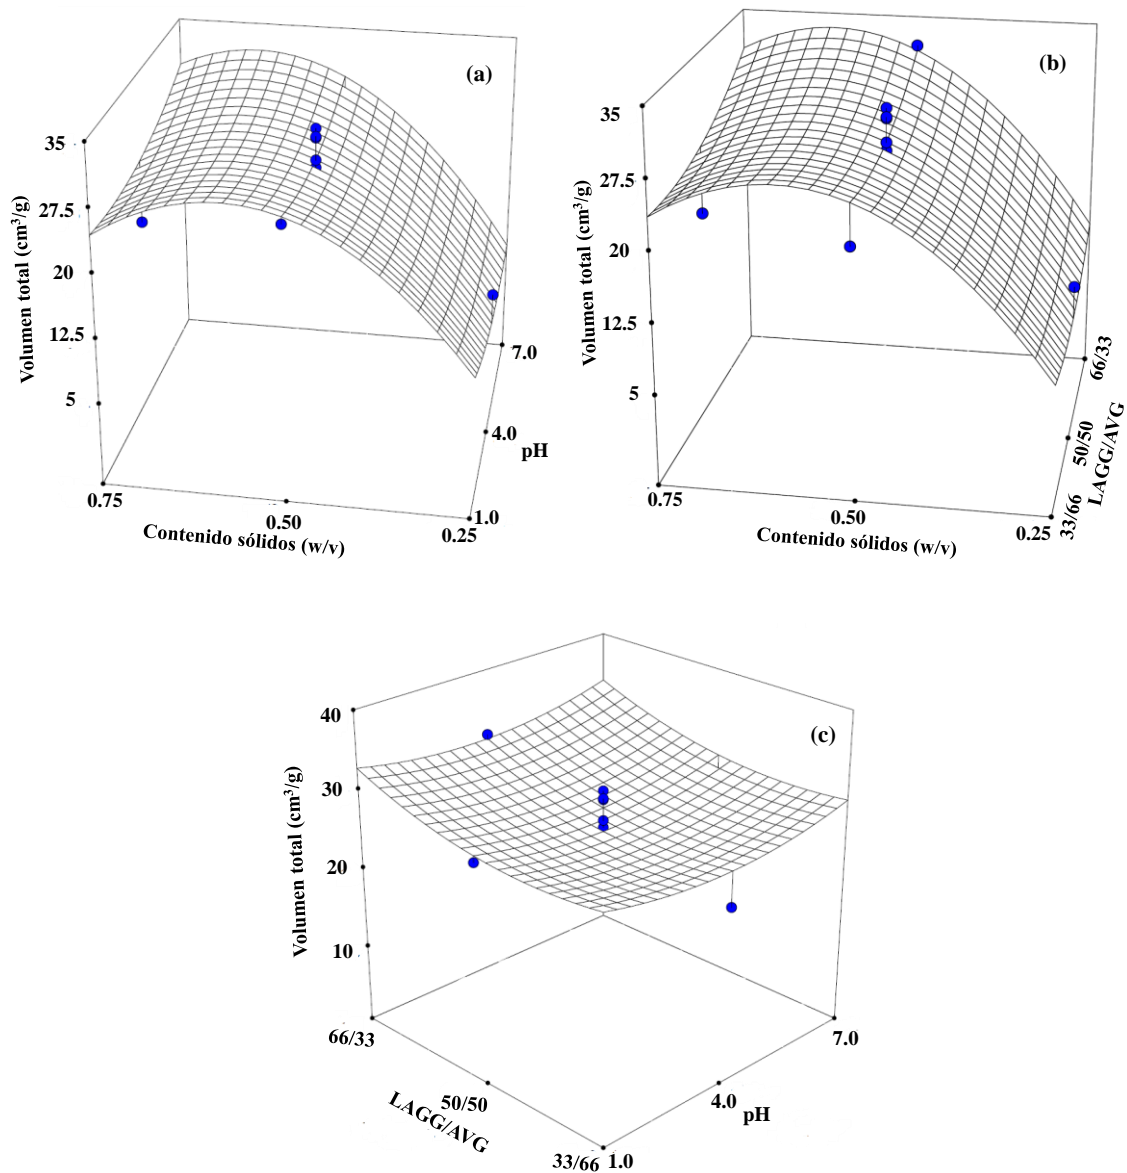 (a)
35
27.5
20
12.5
5
Volumen total (cm³/g)
0.75
0.50
0.25
Contenido sólidos (w/v)
1.0
4.0
7.0
pH
(b)
35
27.5
20
12.5
5
Volumen total (cm³/g)
0.75
0.50
0.25
Contenido sólidos (w/v)
33/66
50/50
66/33
LAGG/AVG
(c)
40
30
20
10
Volumen total (cm³/g)
66/33
50/50
33/66
LAGG/AVG
1.0
4.0
7.0
pH